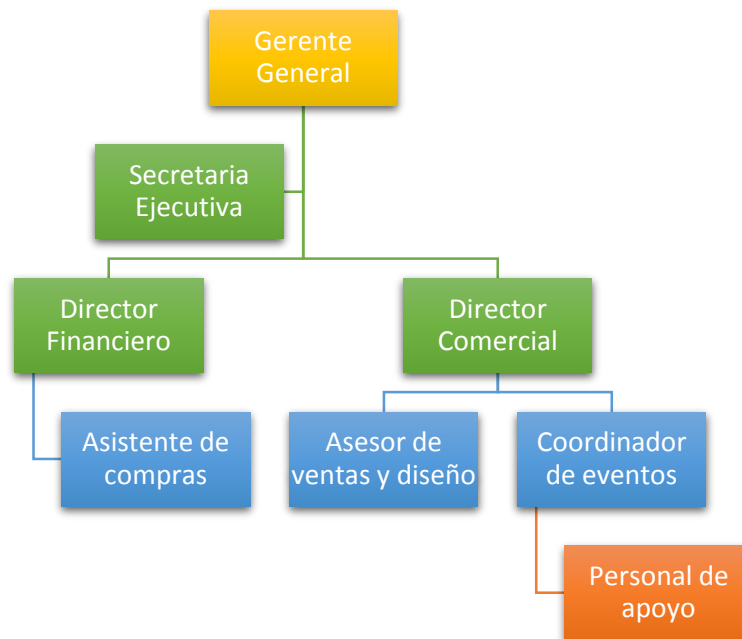 Gerente
General
Secretaria
Ejecutiva
Director
Financiero
Director
Comercial
Asistente de
compras
Asesor de
ventas y diseño
Coordinador
de eventos
Personal de
apoyo